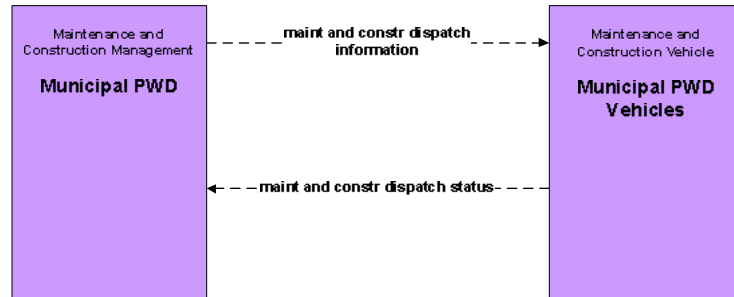 Maintenance and
Construction Management
Municipal PWD
maint and constr dispatch
information
Maintenance and
Construction Vehicle
Municipal PWD
Vehicles
maint and constr dispatch status